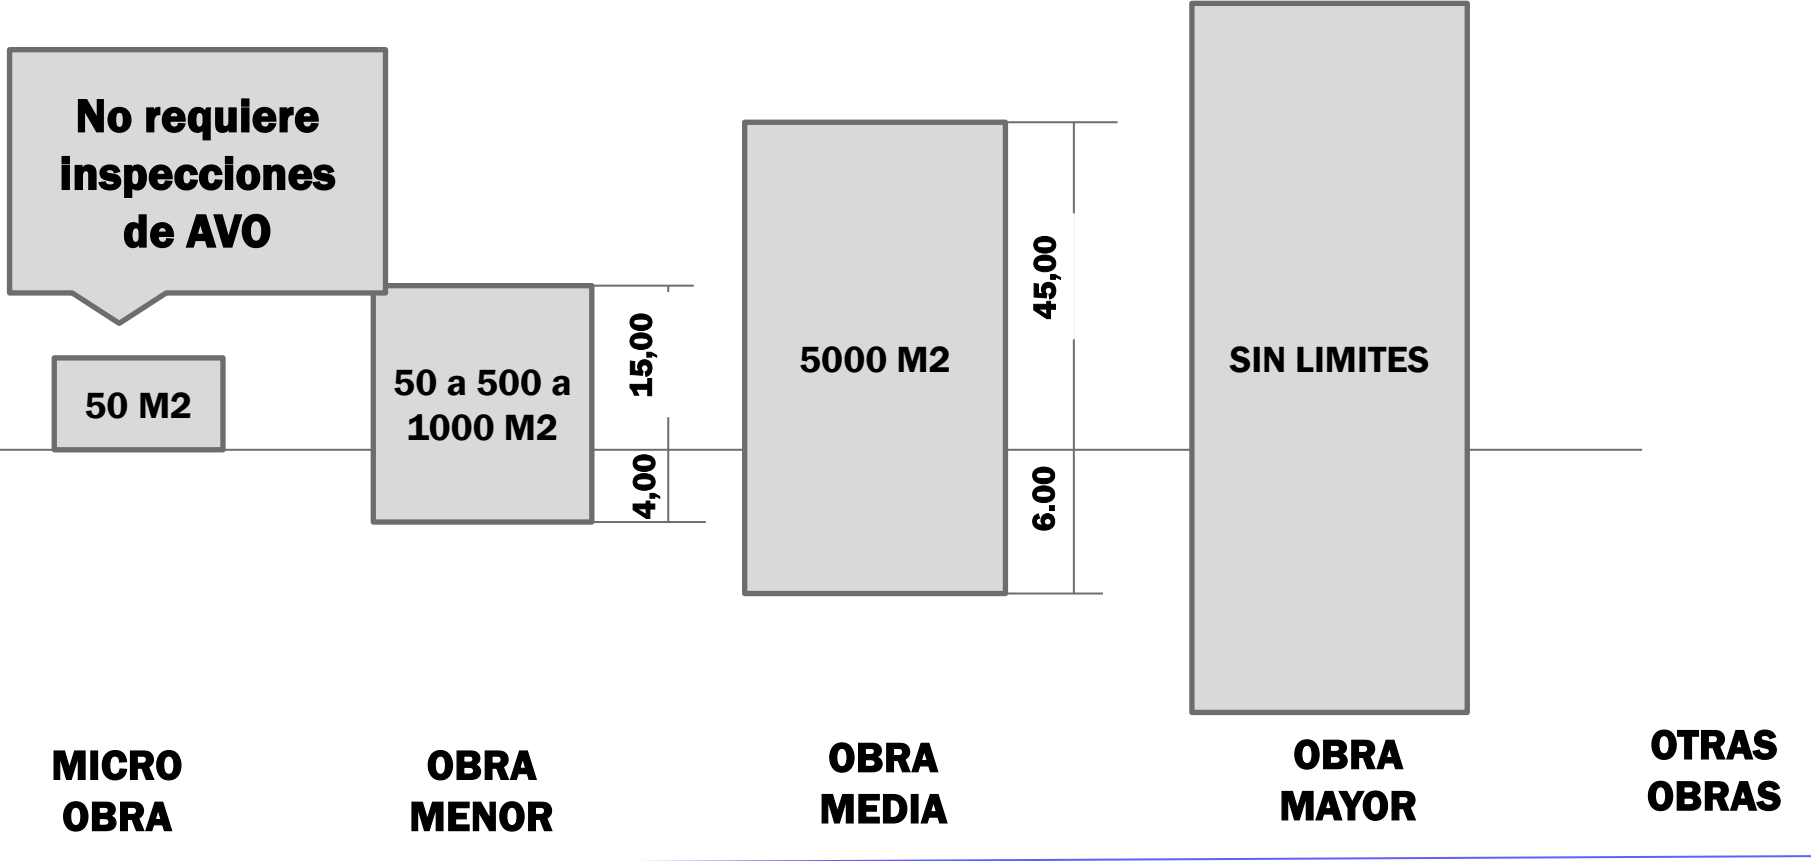 No requiere
inspecciones
de AVO
50 M2
50 a 500 a
1000 M2
15,00
4,00
5000 M2
45,00
6.00
SIN LIMITES
MICRO
OBRA
OBRA
MENOR
OBRA
MEDIA
OBRA
MAYOR
OTRAS
OBRAS